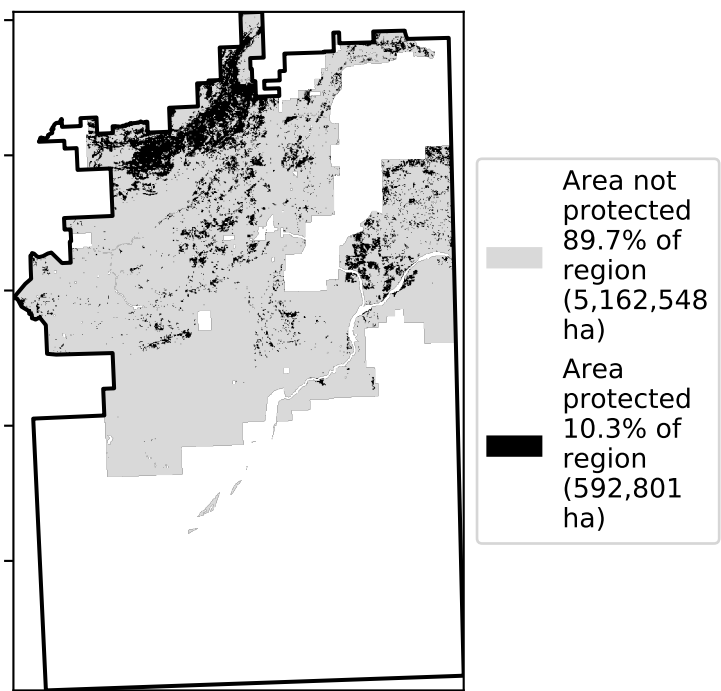 Area not
protected
89.7% of
region
(5,162,548
ha)
Area
protected
10.3% of
region
(592,801
ha)